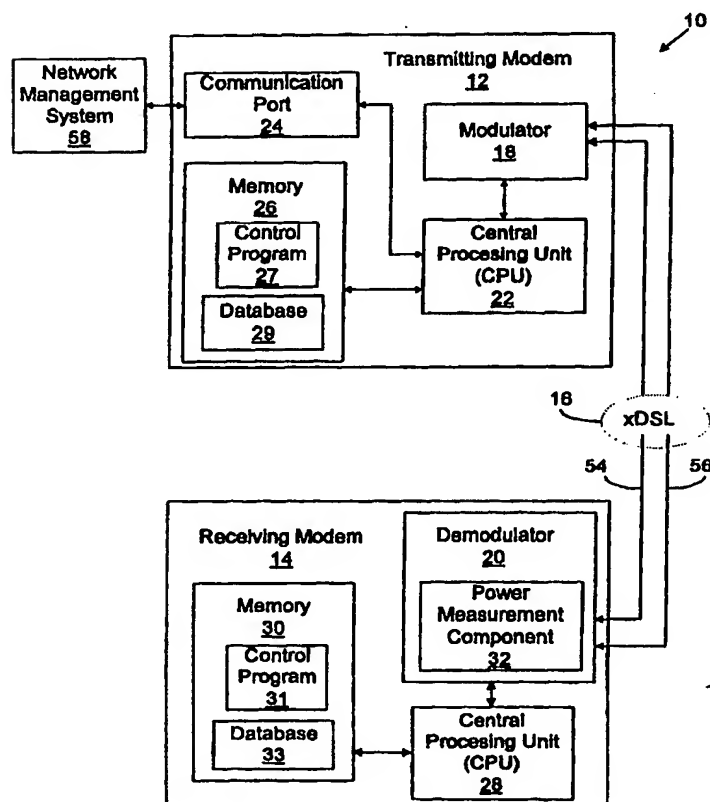 10
Network
Management
System
58
Transmitting Modem
12
Communication
Port
24
Modulator
18
Memory
26
Control
Program
27
Database
29
Central
Procesing Unit
(CPU)
22
16
xDSL
54
56
Receiving Modem
14
Demodulator
20
Power
Measurement
Component
32
Memory
30
Control
Program
31
Database
33
Central
Procesing Unit
(CPU)
28